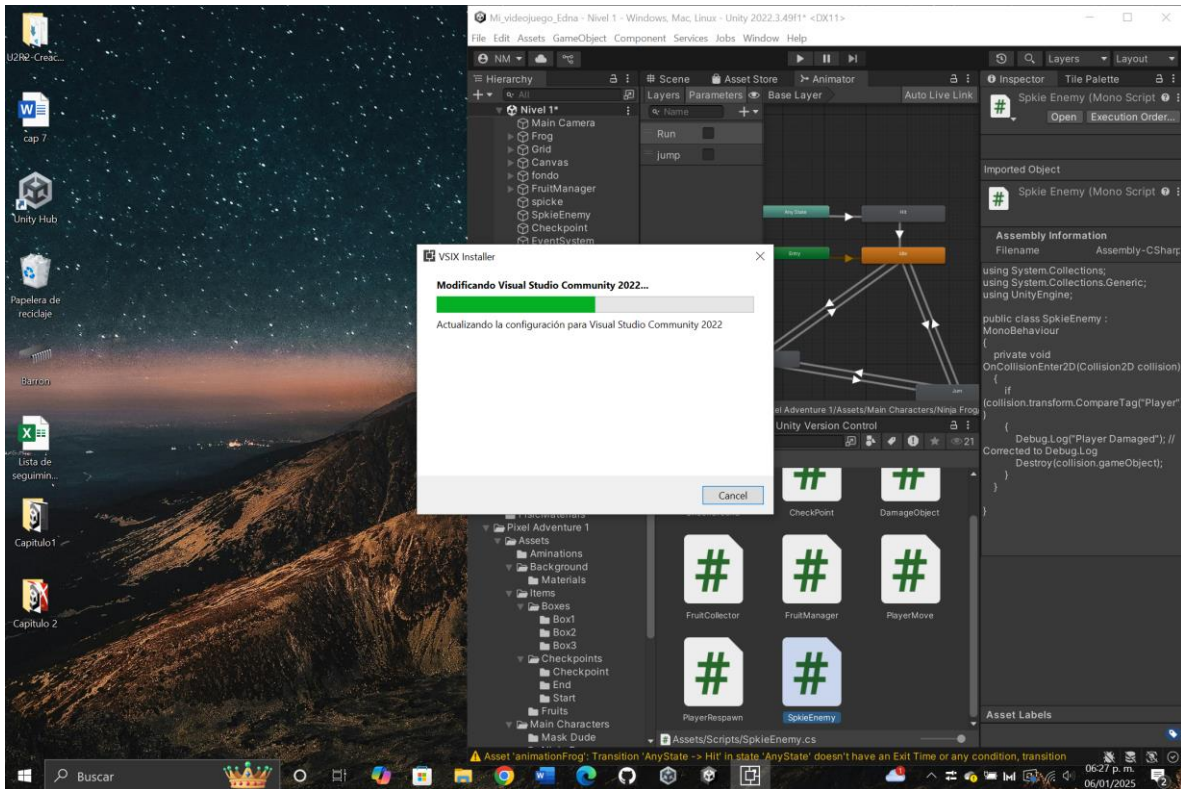 U2R2-Creac...
cap 7
Unity Hub
Papelera de
reciclaje
Barron
Lista de
seguimin...
Capitulo1
Capitulo 2
Mi_videojuego_Edna - Nivel 1 - Windows, Mac, Linux - Unity 2022.3.49f1* <DX11>
File Edit Assets GameObject Component Services Jobs Window Help
NM
Layers Layout
Hierarchy
All
Nivel 1*
Main Camera
Frog
Grid
Canvas
fondo
FruitManager
spicke
SpkieEnemy
Checkpoint
EventSystem
Scene Asset Store Animator
Layers Parameters Base Layer Auto Live Link
Name
Run
jump
Any State
Hit
Entry
Idle
Jum
el Adventure 1/Assets/Main Characters/Ninja Frog
Unity Version Control
21
VSIX Installer
Modificando Visual Studio Community 2022...
Actualizando la configuración para Visual Studio Community 2022
Cancel
Pixel Adventure 1
Assets
Aminations
Background
Materials
Items
Boxes
Box1
Box2
Box3
Checkpoints
Checkpoint
End
Start
Fruits
Main Characters
Mask Dude
CheckPoint
DamageObject
FruitCollector
FruitManager
PlayerMove
PlayerRespawn
SpkieEnemy
Assets/Scripts/SpkieEnemy.cs
Inspector Tile Palette
Spkie Enemy (Mono Script
Open Execution Order...
Imported Object
Spkie Enemy (Mono Script
Assembly Information
Filename Assembly-CSharp
using System.Collections;
using System.Collections.Generic;
using UnityEngine;
public class SpkieEnemy :
MonoBehaviour
{
private void
OnCollisionEnter2D(Collision2D collision)
{
if
(collision.transform.CompareTag("Player"
)
{
Debug.Log("Player Damaged"); //
Corrected to Debug.Log
Destroy(collision.gameObject);
}
}
}
Asset Labels
Asset 'animationFrog': Transition 'AnyState -> Hit' in state 'AnyState' doesn't have an Exit Time or any condition, transition
Buscar
06:27 p. m.
06/01/2025
2